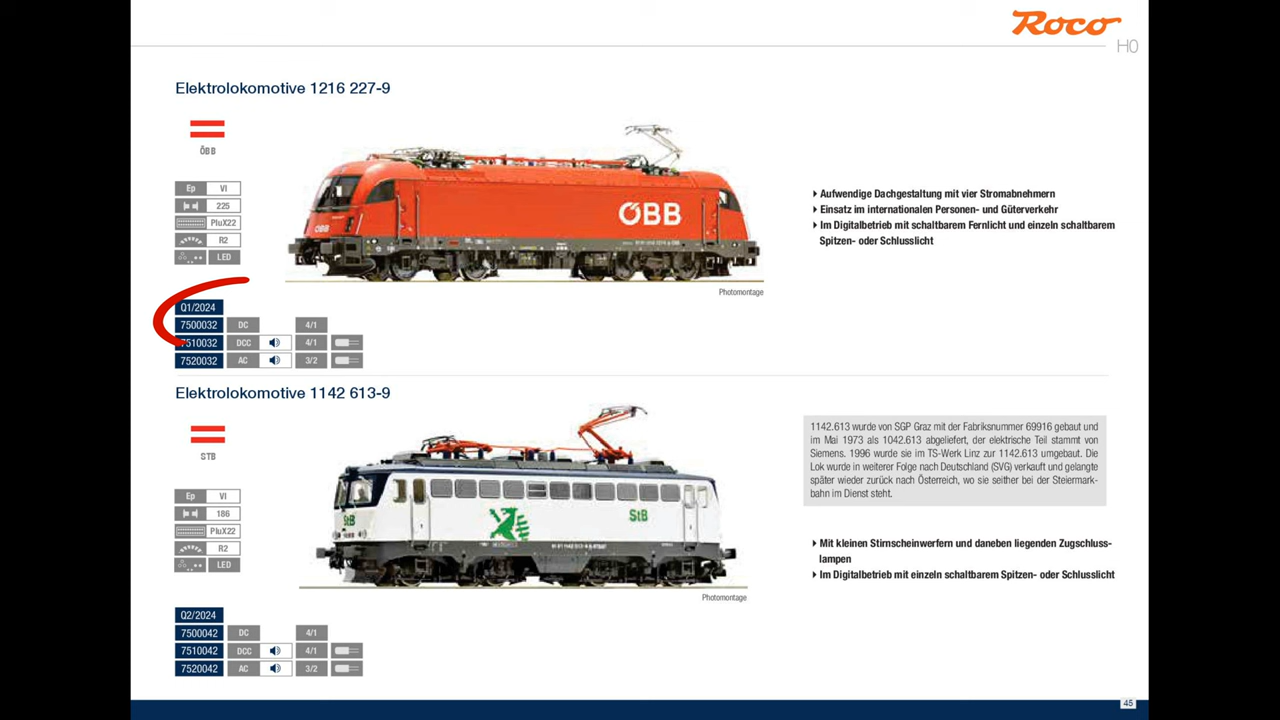 Roco
H0
Elektrolokomotive 1216 227-9
ÖBB
Ep VI
225
PluX22
R2
LED
ÖBB
ÖBB
Aufwendige Dachgestaltung mit vier Stromabnehmern
Einsatz im internationalen Personen- und Güterverkehr
Im Digitalbetrieb mit schaltbarem Fernlicht und einzeln schaltbarem
Spitzen- oder Schlusslicht
Photomontage
Q1/2024
7500032 DC 4/1
7510032 DCC 4/1
7520032 AC 3/2
Elektrolokomotive 1142 613-9
STB
Ep VI
186
PluX22
R2
LED
StB
StB
1142.613 wurde von SGP Graz mit der Fabriksnummer 69916 gebaut und
im Mai 1973 als 1042.613 abgeliefert, der elektrische Teil stammt von
Siemens. 1996 wurde sie im TS-Werk Linz zur 1142.613 umgebaut. Die
Lok wurde in weiterer Folge nach Deutschland (SVG) verkauft und gelangte
später wieder zurück nach Österreich, wo sie seither bei der Steiermark-
bahn im Dienst steht.
Mit kleinen Stirnscheinwerfern und daneben liegenden Zugschluss-
lampen
Im Digitalbetrieb mit einzeln schaltbarem Spitzen- oder Schlusslicht
Photomontage
Q2/2024
7500042 DC 4/1
7510042 DCC 4/1
7520042 AC 3/2
45